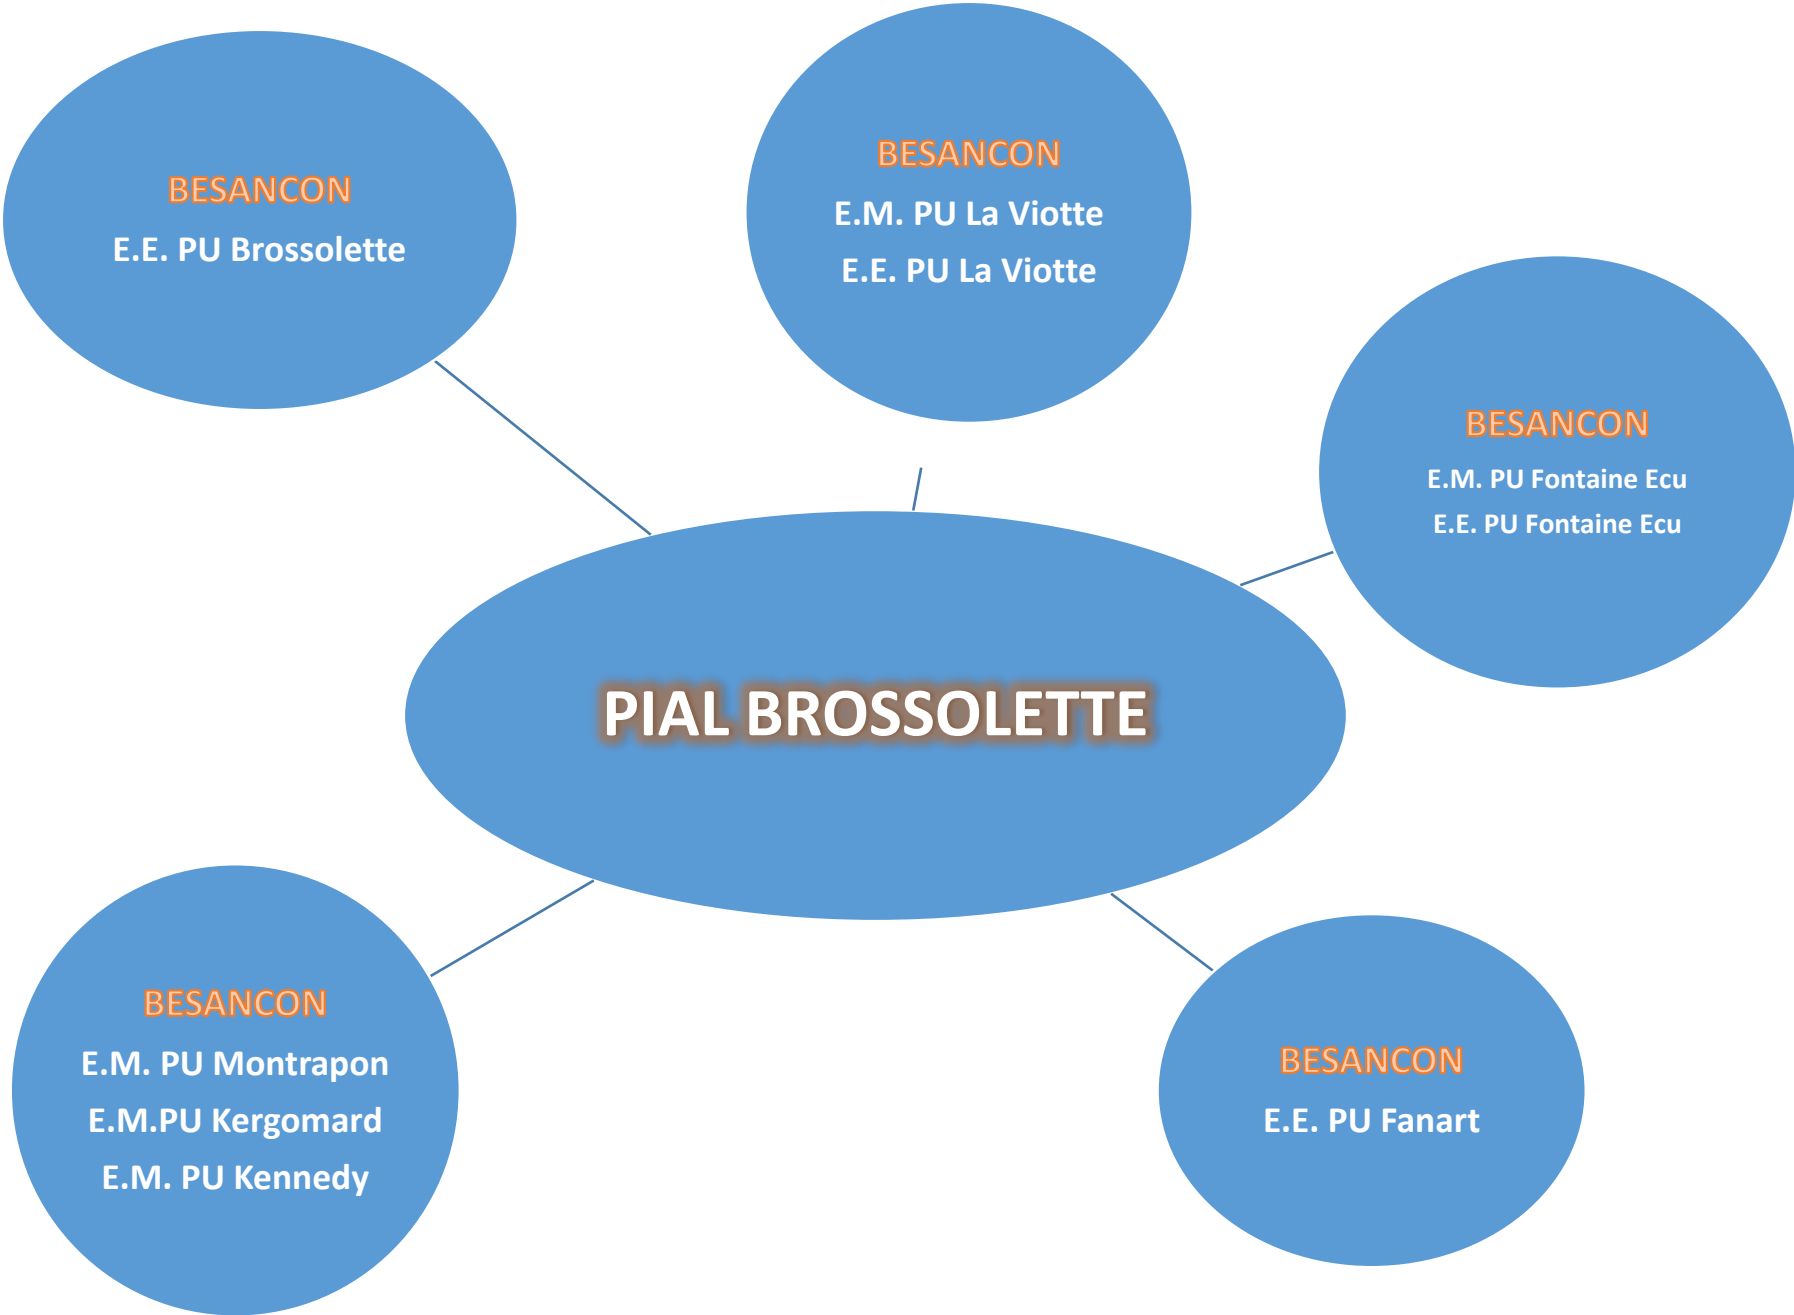 BESANCON
E.E. PU Brossolette
BESANCON
E.M. PU La Viotte
E.E. PU La Viotte
BESANCON
E.M. PU Fontaine Ecu
E.E. PU Fontaine Ecu
PIAL BROSSOLETTE
BESANCON
E.M. PU Montrapon
E.M.PU Kergomard
E.M. PU Kennedy
BESANCON
E.E. PU Fanart